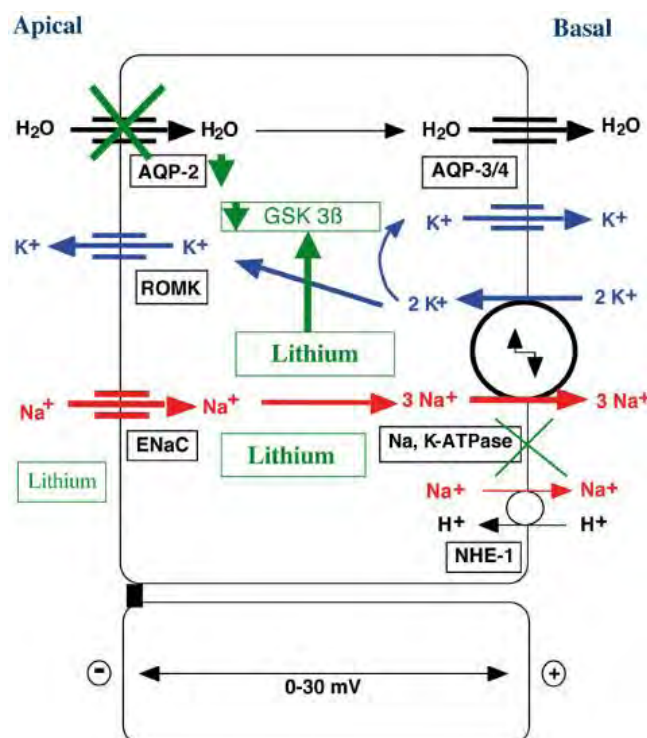 Apical Basal
H2O H2O H2O H2O
AQP-2 AQP-3/4
GSK 3ß
K+ K+ K+ K+
ROMK 2 K+ 2 K+
Lithium
Na+ Na+ 3 Na+ 3 Na+
ENaC Lithium Na, K-ATPase
Lithium Na+ Na+
H+ H+
NHE-1
- +
0-30 mV